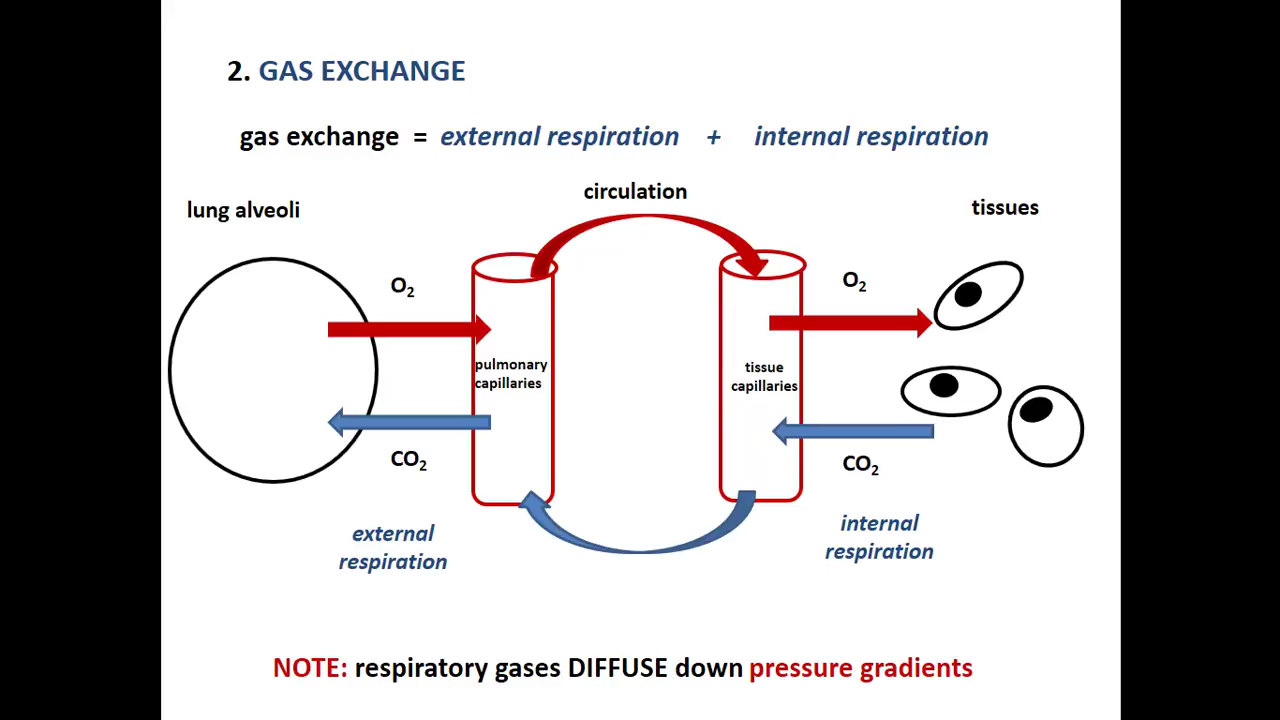 2. GAS EXCHANGE
gas exchange = external respiration + internal respiration
circulation
lung alveoli
tissues
O₂
O₂
pulmonary
capillaries
tissue
capillaries
CO₂
CO₂
external
respiration
internal
respiration
NOTE: respiratory gases DIFFUSE down pressure gradients